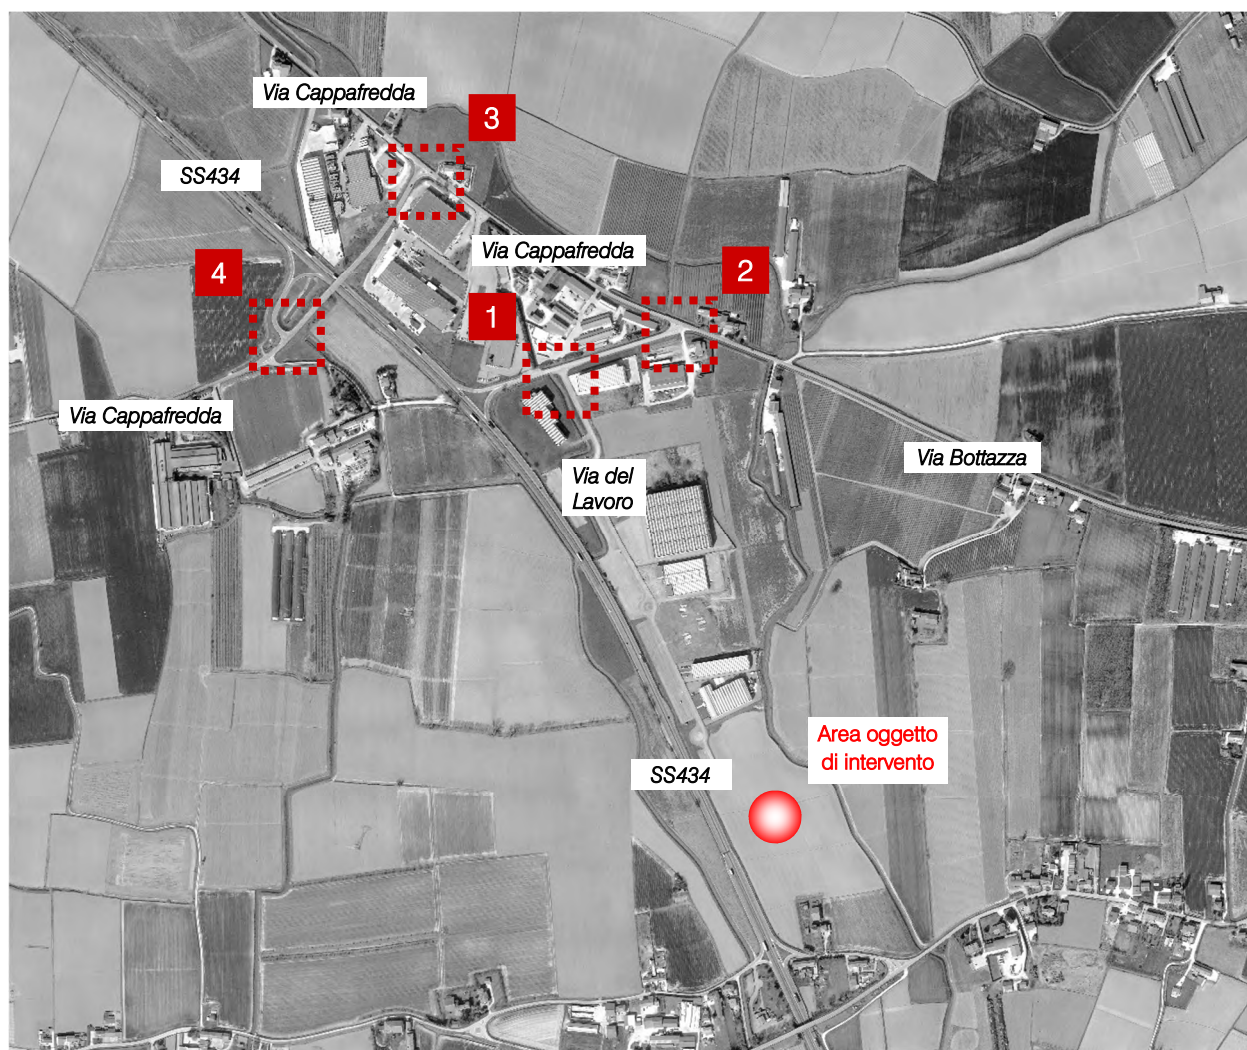 Via Cappafredda
3
SS434
Via Cappafredda
2
4
1
Via Cappafredda
Via Bottazza
Via del
Lavoro
Area oggetto
di intervento
SS434